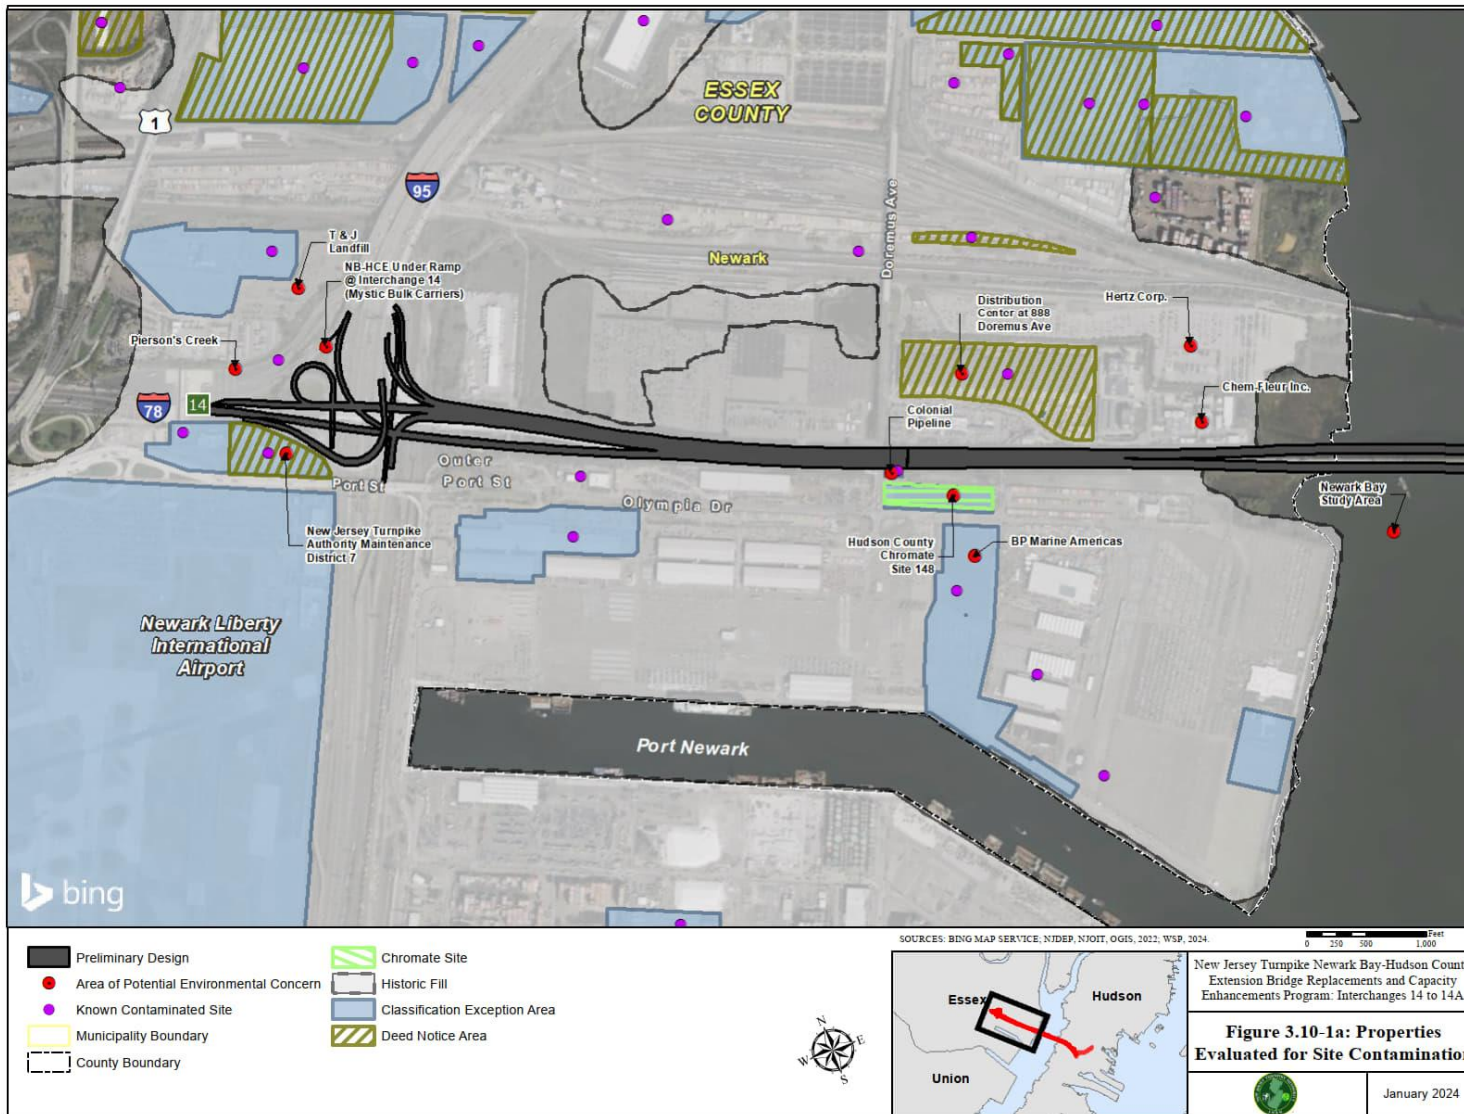 ESSEX
COUNTY
1
95
Doremus Ave
T & J
Landfill
NB-HCE Under Ramp
@ Interchange 14
(Mystic Bulk Carriers)
Newark
Distribution
Center at 888
Doremus Ave
Hertz Corp.
Pierson's Creek
Chem Fleur Inc.
78
14
Colonial
Pipeline
Outer
Port St
Port St
Olympia Dr
Newark Bay
Study Area
New Jersey Turnpike
Authority Maintenance
District 7
Hudson County
Chromate
Site 148
BP Marine Americas
Newark Liberty
International
Airport
Port Newark
bing
Preliminary Design
Area of Potential Environmental Concern
Known Contaminated Site
Municipality Boundary
County Boundary
Chromate Site
Historic Fill
Classification Exception Area
Deed Notice Area
N
E
S
W
SOURCES: BING MAP SERVICE; NJDEP, NJOIT, OGIS, 2022; WSP, 2024.
Feet
0 250 500 1,000
Essex
Hudson
Union
New Jersey Turnpike Newark Bay-Hudson Count
Extension Bridge Replacements and Capacity
Enhancements Program: Interchanges 14 to 14A
Figure 3.10-1a: Properties
Evaluated for Site Contamination
January 2024